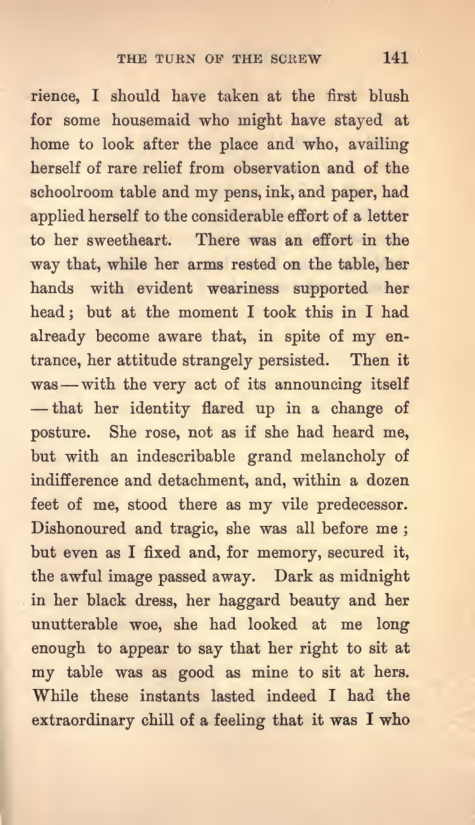 THE TURN OF THE SCREW 141
rience, I should have taken at the first blush
for some housemaid who might have stayed at
home to look after the place and who, availing
herself of rare relief from observation and of the
schoolroom table and my pens, ink, and paper, had
applied herself to the considerable effort of a letter
to her sweetheart. There was an effort in the
way that, while her arms rested on the table, her
hands with evident weariness supported her
head; but at the moment I took this in I had
already become aware that, in spite of my en-
trance, her attitude strangely persisted. Then it
was—with the very act of its announcing itself
—that her identity flared up in a change of
posture. She rose, not as if she had heard me,
but with an indescribable grand melancholy of
indifference and detachment, and, within a dozen
feet of me, stood there as my vile predecessor.
Dishonoured and tragic, she was all before me;
but even as I fixed and, for memory, secured it,
the awful image passed away. Dark as midnight
in her black dress, her haggard beauty and her
unutterable woe, she had looked at me long
enough to appear to say that her right to sit at
my table was as good as mine to sit at hers.
While these instants lasted indeed I had the
extraordinary chill of a feeling that it was I who